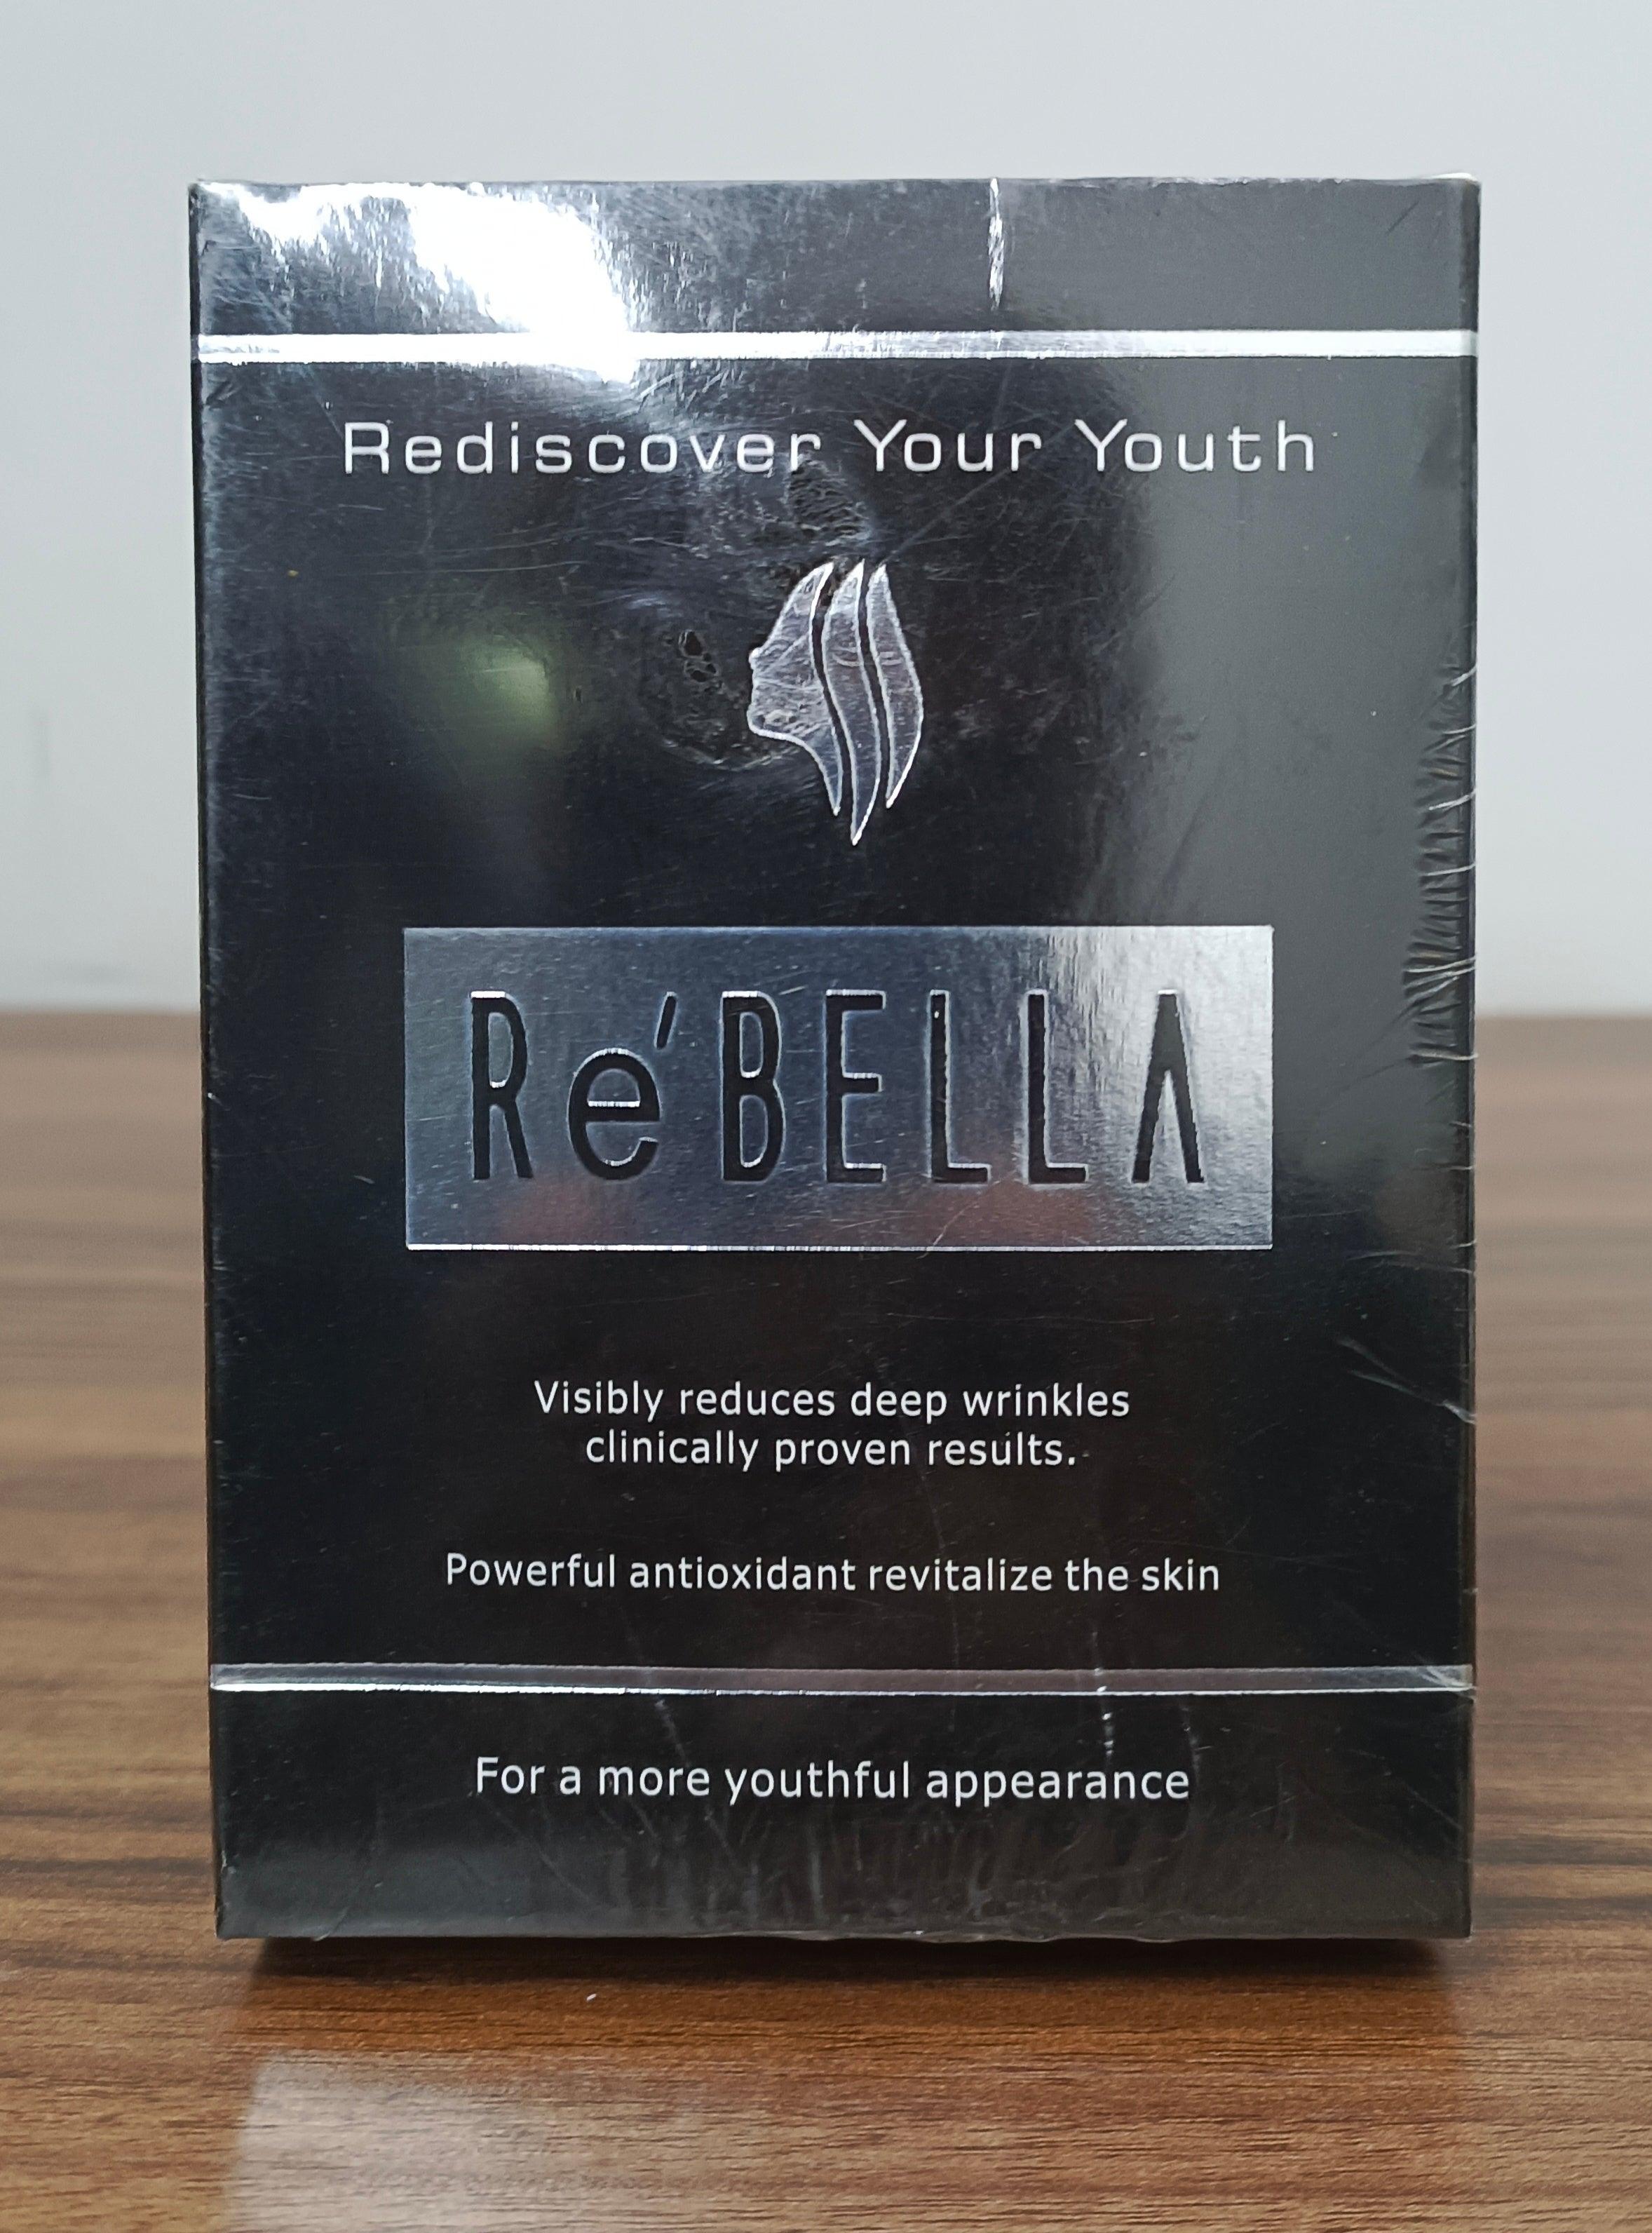 Rediscover Your Youth
Re'BELLA
Visibly reduces deep wrinkles
clinically proven results.
Powerful antioxidant revitalize the skin
For a more youthful appearance